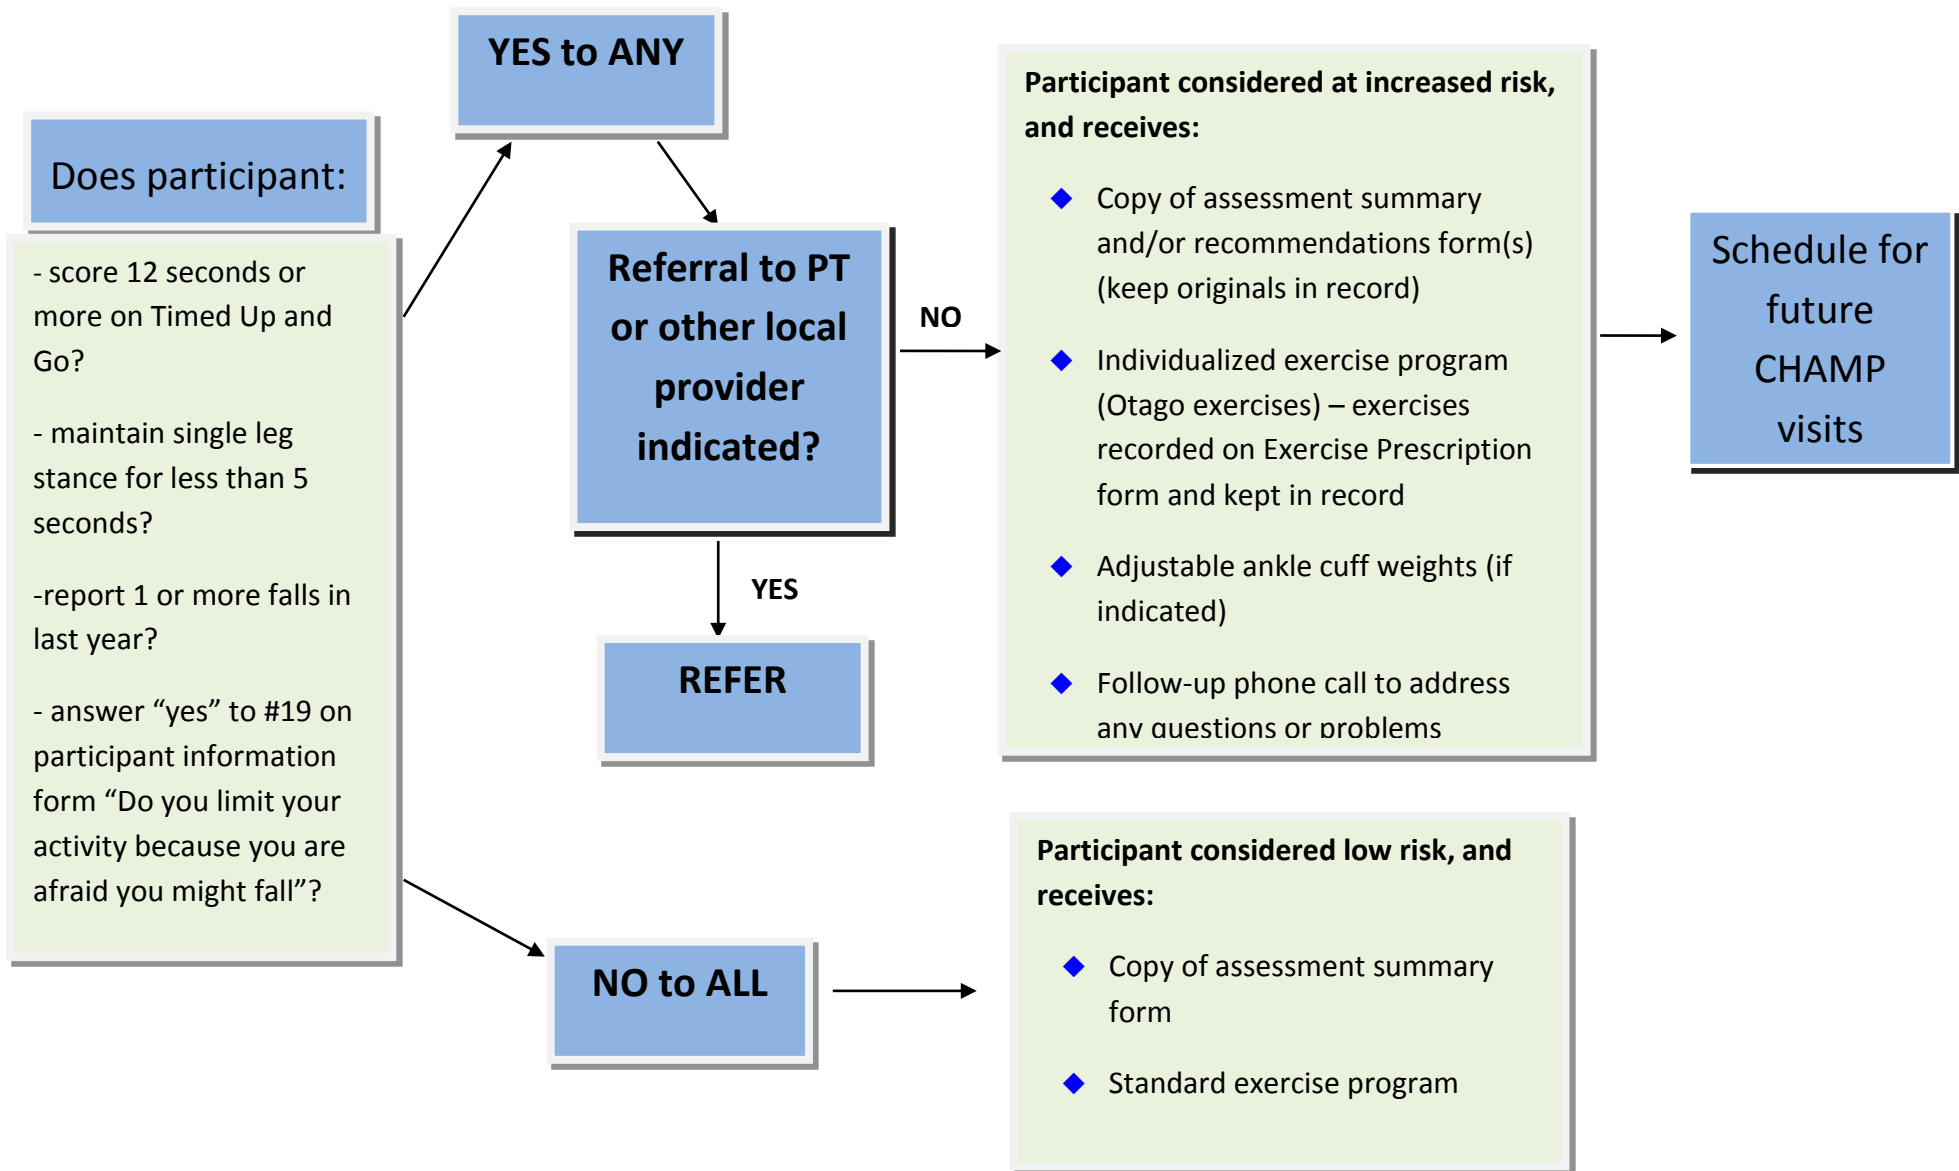 Does participant:
- score 12 seconds or
more on Timed Up and
Go?
- maintain single leg
stance for less than 5
seconds?
-report 1 or more falls in
last year?
- answer “yes” to #19 on
participant information
form “Do you limit your
activity because you are
afraid you might fall”?
YES to ANY
Referral to PT
or other local
provider
indicated?
YES
REFER
NO
Participant considered at increased risk,
and receives:
Copy of assessment summary
and/or recommendations form(s)
(keep originals in record)
Individualized exercise program
(Otago exercises) – exercises
recorded on Exercise Prescription
form and kept in record
Adjustable ankle cuff weights (if
indicated)
Follow-up phone call to address
any questions or problems
Schedule for
future
CHAMP
visits
NO to ALL
Participant considered low risk, and
receives:
Copy of assessment summary
form
Standard exercise program